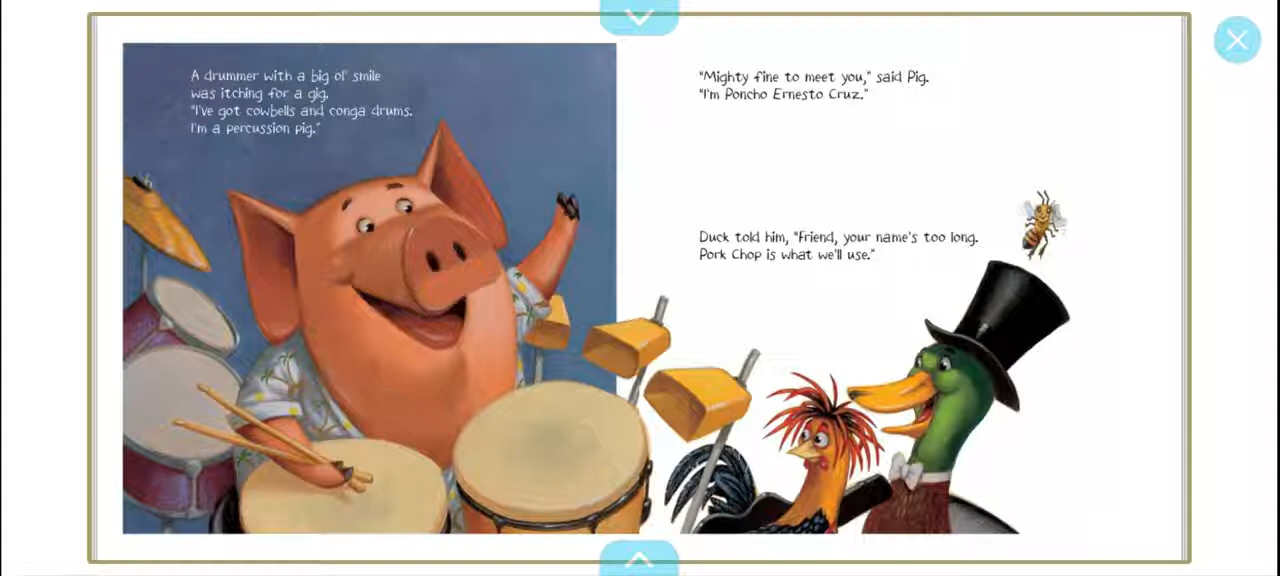 A drummer with a big ol' smile
was itching for a gig.
"I've got cowbells and conga drums.
I'm a percussion pig."
"Mighty fine to meet you," said Pig.
"I'm Poncho Ernesto Cruz."
Duck told him, "Friend, your name's too long.
Pork Chop is what we'll use."